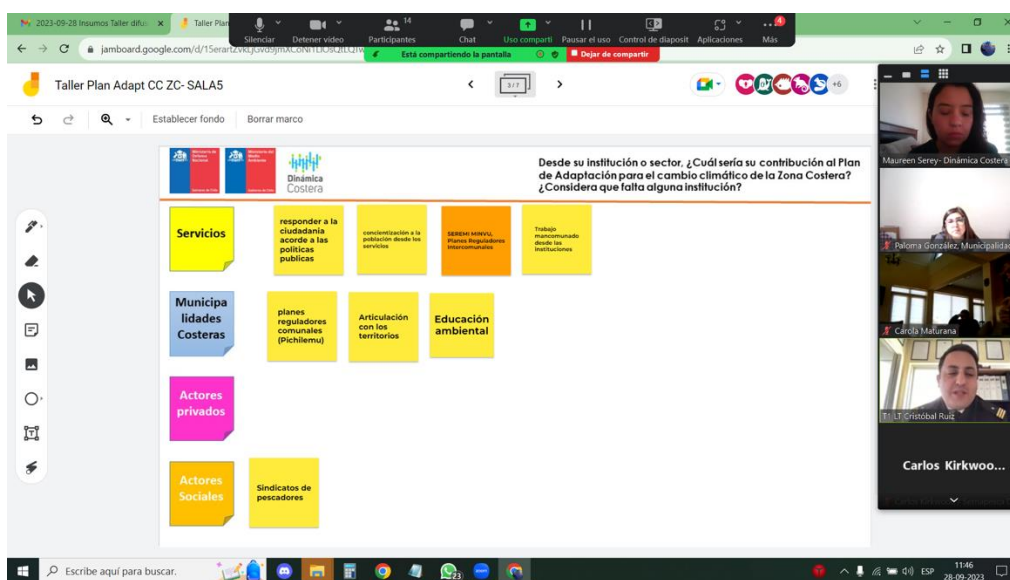 2023-09-28 Insumos Taller difu
Taller Plan
Silenciar
Detener video
14
Participantes
Chat
Uso comparti
Pausar el uso
Control de diaposit
Aplicaciones
Más
Está compartiendo la pantalla
Dejar de compartir
Taller Plan Adapt CC ZC- SALA5
3/7
+6
Establecer fondo
Borrar marco
Dinámica
Costera
Desde su institución o sector, ¿Cuál sería su contribución al Plan
de Adaptación para el cambio climático de la Zona Costera?
¿Considera que falta alguna institución?
Servicios
responder a la
ciudadania
acorde a las
politicas
publicas
concientización a la
población desde los
servicios
SEREMI MINVU,
Planes Reguladores
Intercomunales
Trabajo
mancomunado
desde las
instituciones
Municipa
lidades
Costeras
planes
reguladores
comunales
(Pichilemu)
Articulación
con los
territorios
Educación
ambiental
Actores
privados
Actores
Sociales
Sindicatos de
pescadores
Maureen Serey- Dinámica Costera
Paloma González, Municipalidad
Carola Maturana
T1 LT Cristóbal Ruiz
Carlos Kirkwoo...
Escribe aquí para buscar.
23
ESP
11:46
28-09-2023